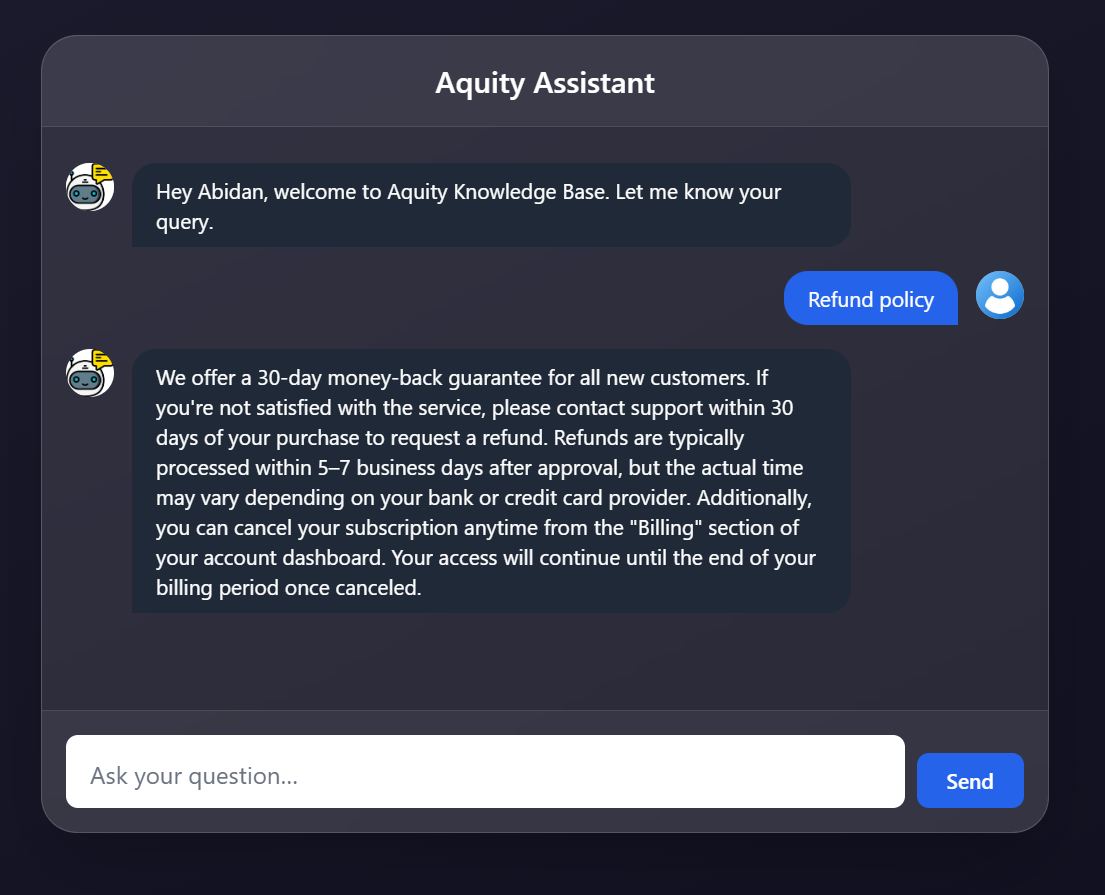 Aquity Assistant
Hey Abidan, welcome to Aquity Knowledge Base. Let me know your
query.
Refund policy
We offer a 30-day money-back guarantee for all new customers. If
you're not satisfied with the service, please contact support within 30
days of your purchase to request a refund. Refunds are typically
processed within 5–7 business days after approval, but the actual time
may vary depending on your bank or credit card provider. Additionally,
you can cancel your subscription anytime from the "Billing" section of
your account dashboard. Your access will continue until the end of your
billing period once canceled.
Ask your question...
Send